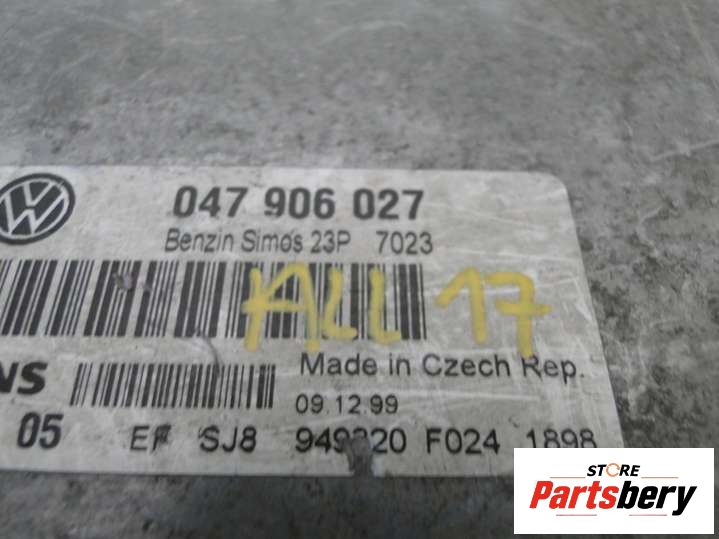 047 906 027
Benzin Simos 23P 7023
ALL 17
Made in Czech Rep.
NS
09.12.99
05 EF SJ8 949320 F024 1898
STORE
Partsbery